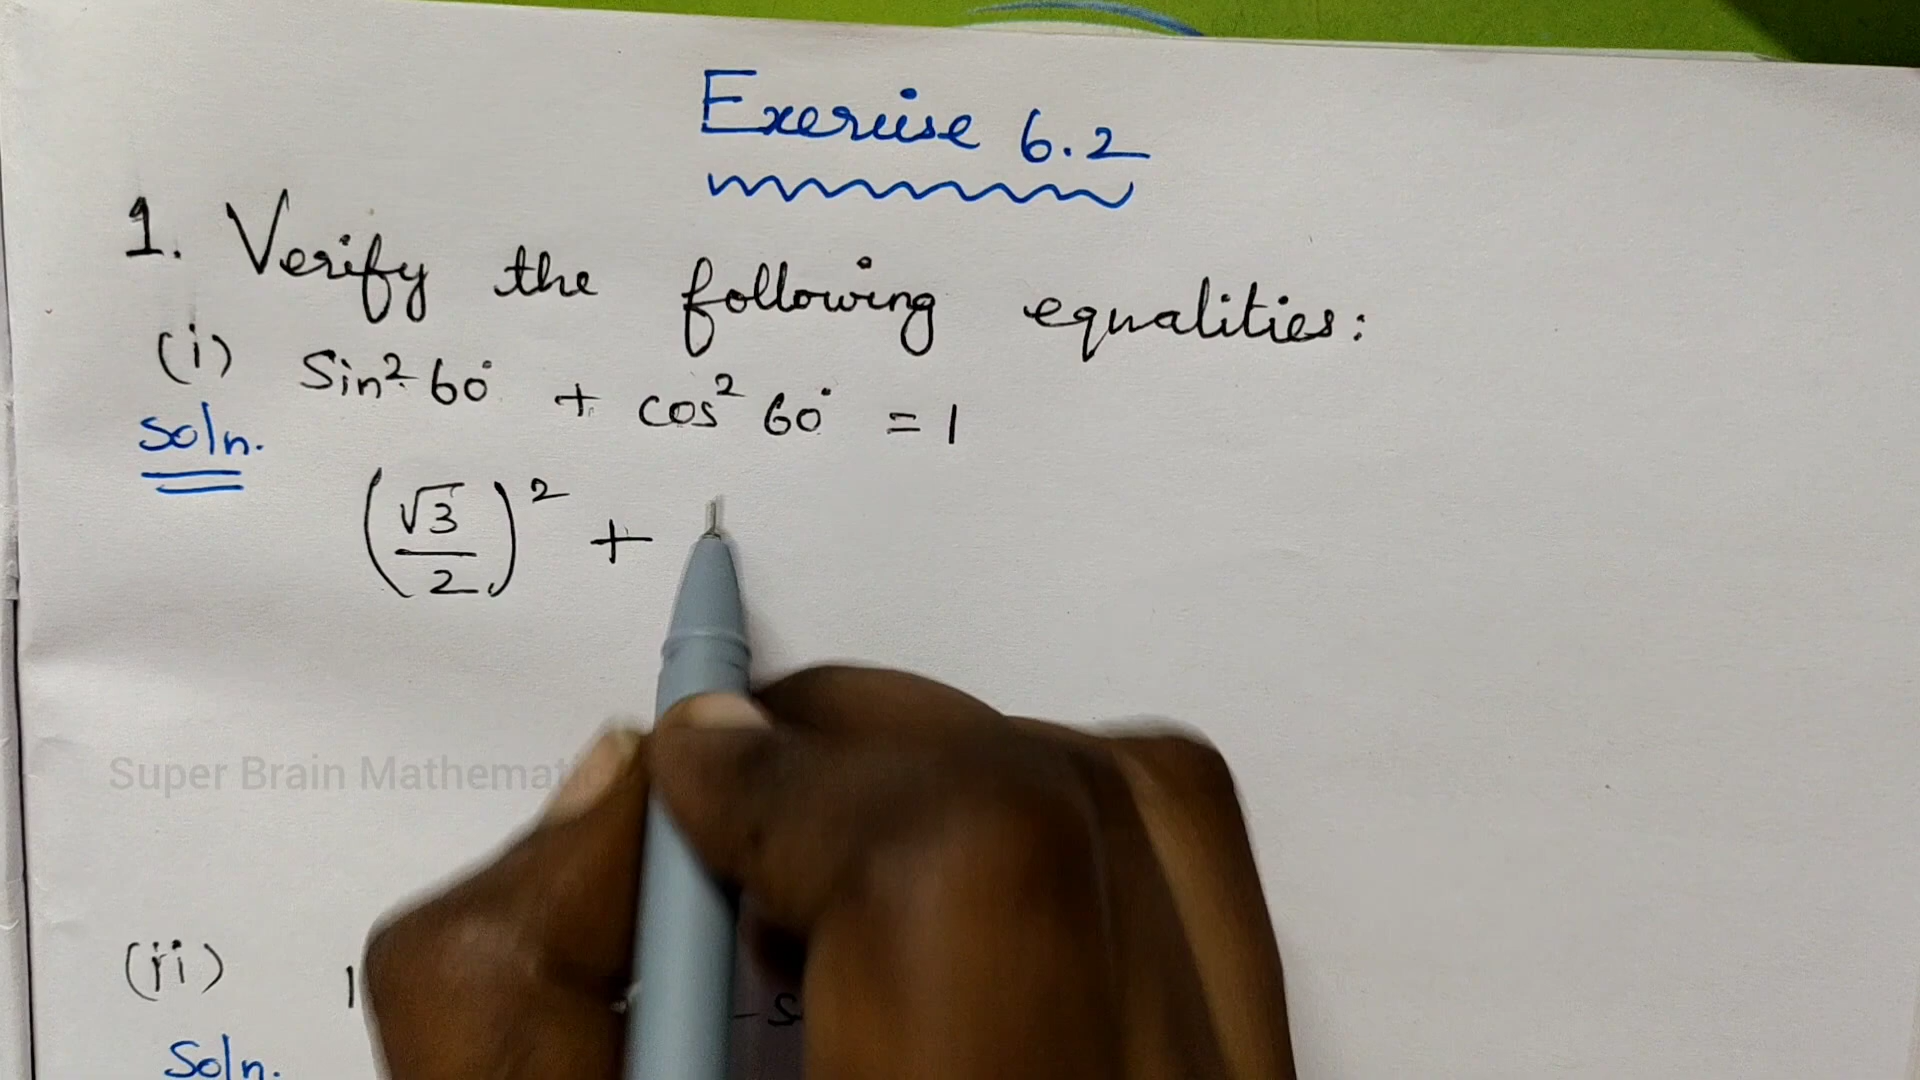 Exercise 6.2
1. Verify the following equalities:
(i) Sin² 60° + cos² 60° = 1
Soln.
(√3/2)² +
Super Brain Mathemati
(ii) 1 - S
Soln.